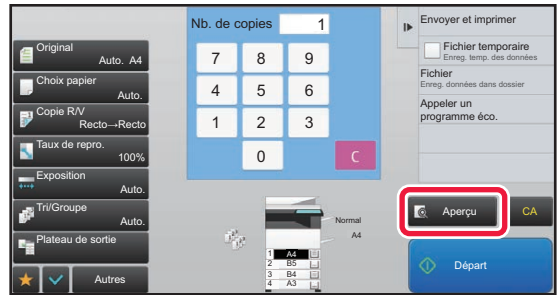 Nb. de copies 1
Original
Auto. A4
Choix papier
Auto.
Copie R/V
Recto→Recto
Taux de repro.
100%
Exposition
Auto.
Tri/Groupe
Auto.
Plateau de sortie
Autres
7 8 9
4 5 6
1 2 3
0 C
Normal
A4
1 A4
2 B5
3 B4
4 A3
Envoyer et imprimer
Fichier temporaire
Enreg. temp. des données
Fichier
Enreg. données dans dossier
Appeler un
programme éco.
Aperçu
CA
Départ